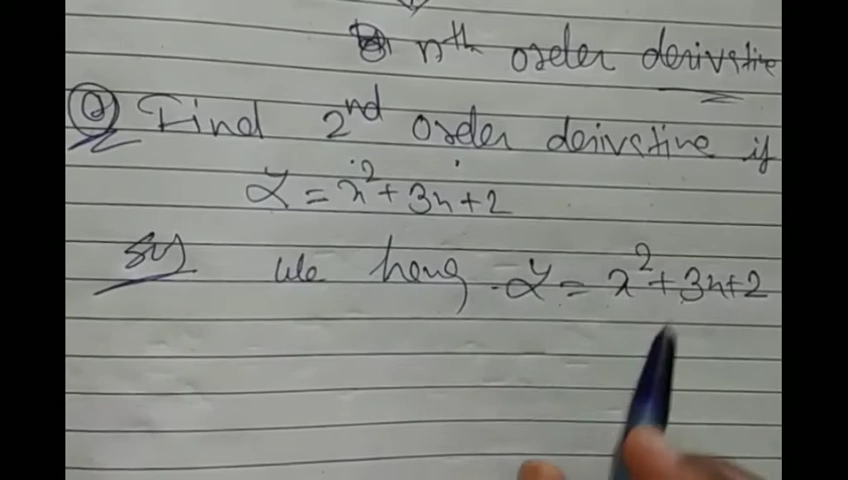 nth order derivative
Q Find 2nd order derivative if
y = x² + 3x + 2
Sol We have y = x² + 3x + 2